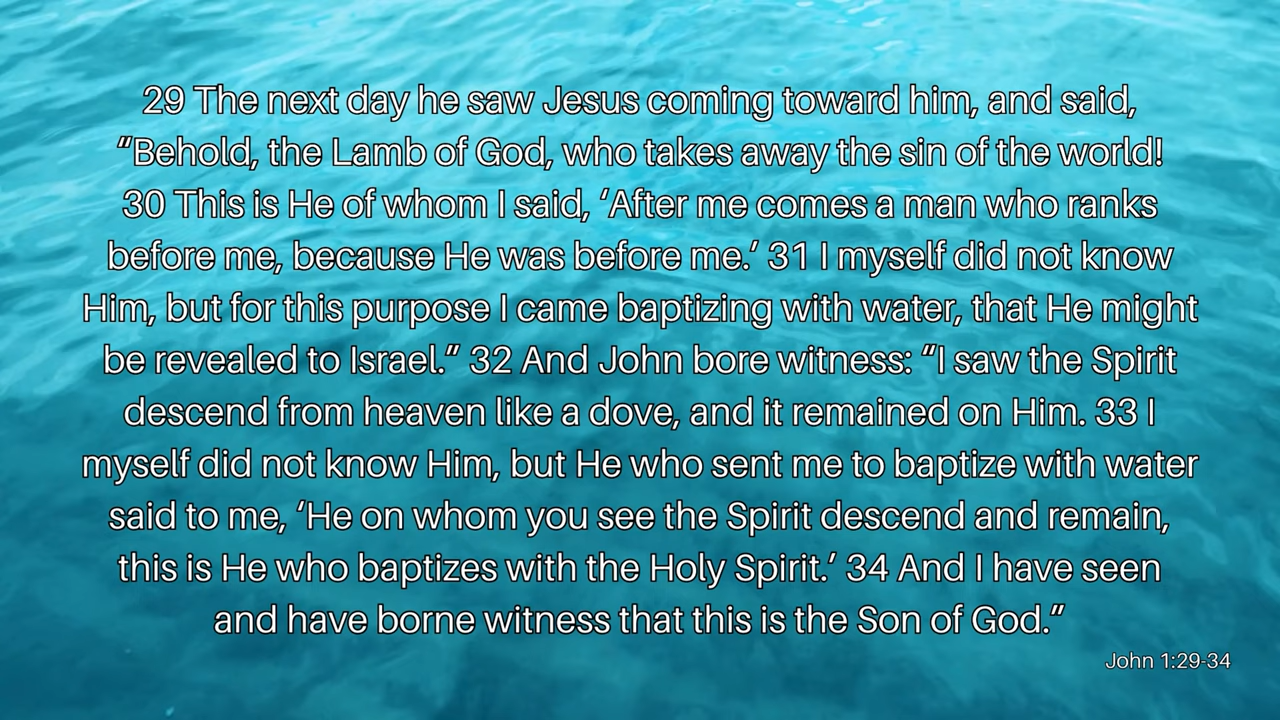 29 The next day he saw Jesus coming toward him, and said,
“Behold, the Lamb of God, who takes away the sin of the world!
30 This is He of whom I said, ‘After me comes a man who ranks
before me, because He was before me.’ 31 I myself did not know
Him, but for this purpose I came baptizing with water, that He might
be revealed to Israel.” 32 And John bore witness: “I saw the Spirit
descend from heaven like a dove, and it remained on Him. 33 I
myself did not know Him, but He who sent me to baptize with water
said to me, ‘He on whom you see the Spirit descend and remain,
this is He who baptizes with the Holy Spirit.’ 34 And I have seen
and have borne witness that this is the Son of God.”
John 1:29-34